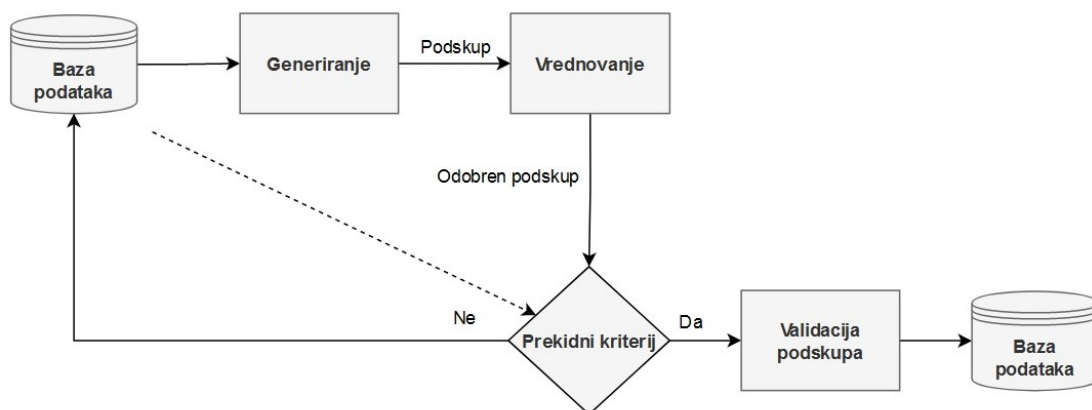 Baza
podataka
Generiranje
Podskup
Vrednovanje
Odobren podskup
Prekidni kriterij
Ne
Da
Validacija
podskupa
Baza
podataka